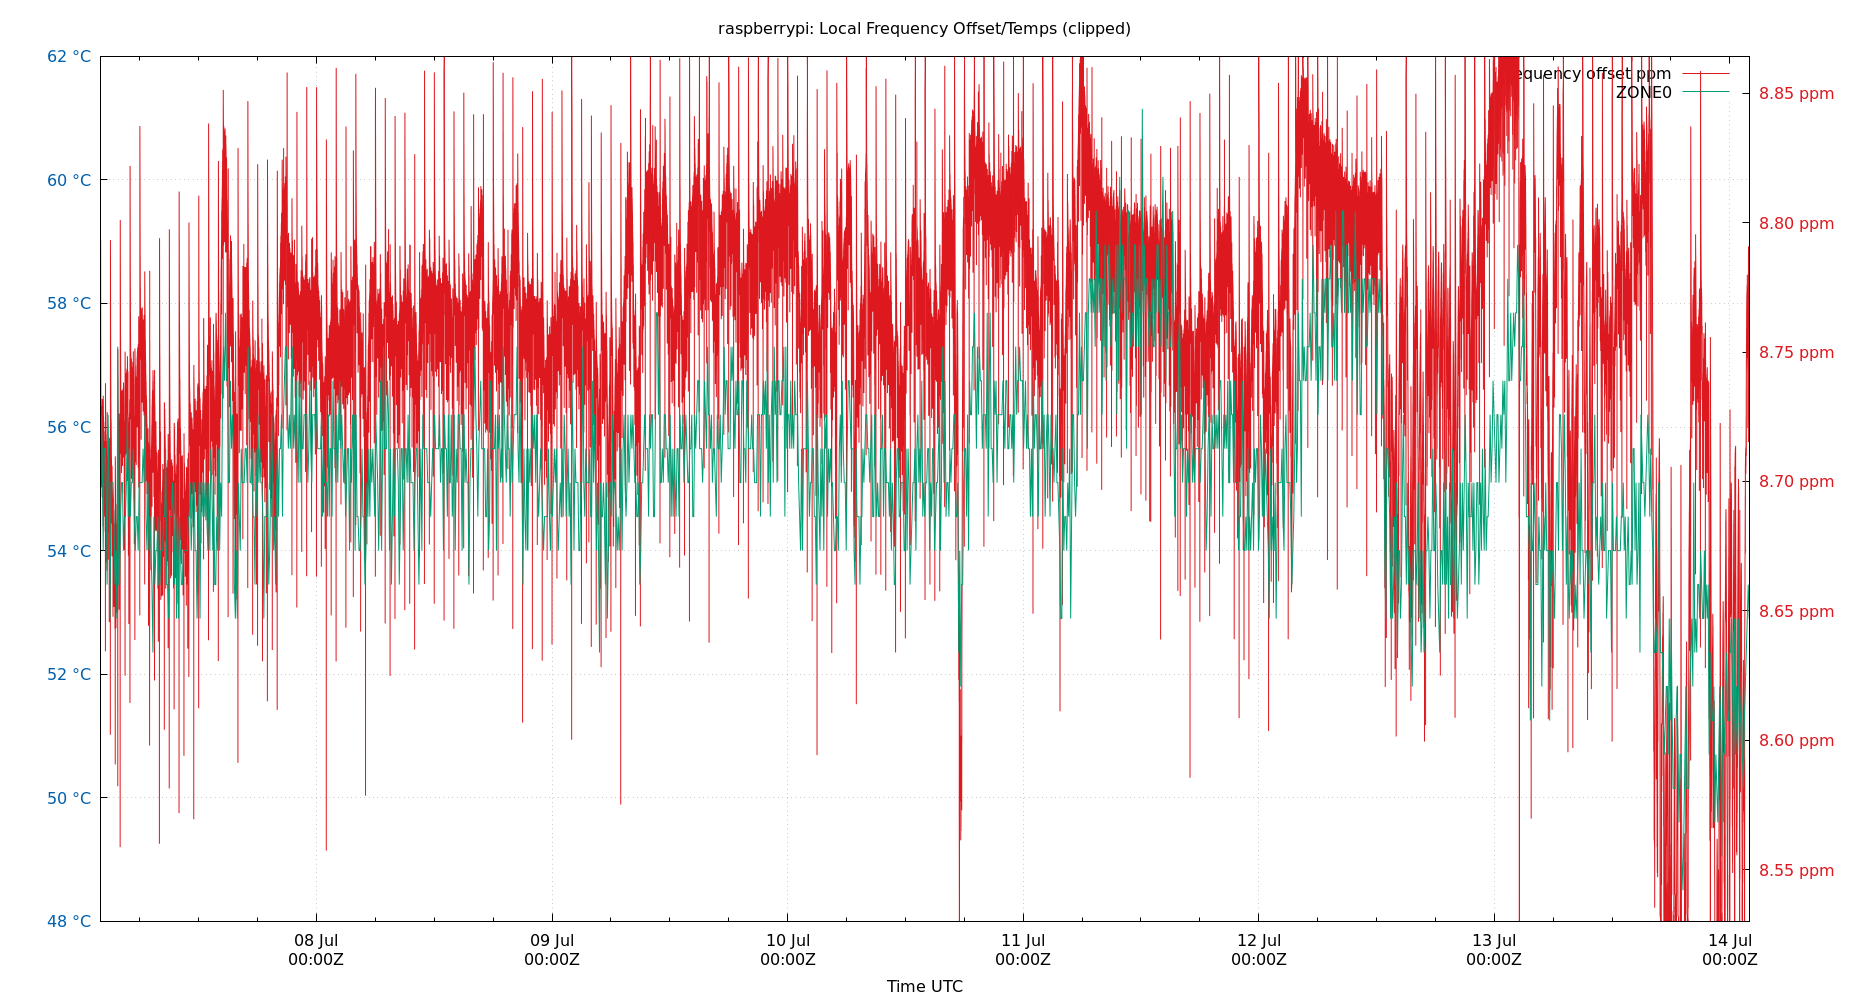 raspberrypi: Local Frequency Offset/Temps (clipped)
62 °C
60 °C
58 °C
56 °C
54 °C
52 °C
50 °C
48 °C
equency offset ppm
ZONE0
8.85 ppm
8.80 ppm
8.75 ppm
8.70 ppm
8.65 ppm
8.60 ppm
8.55 ppm
08 Jul
00:00Z
09 Jul
00:00Z
10 Jul
00:00Z
11 Jul
00:00Z
12 Jul
00:00Z
13 Jul
00:00Z
14 Jul
00:00Z
Time UTC